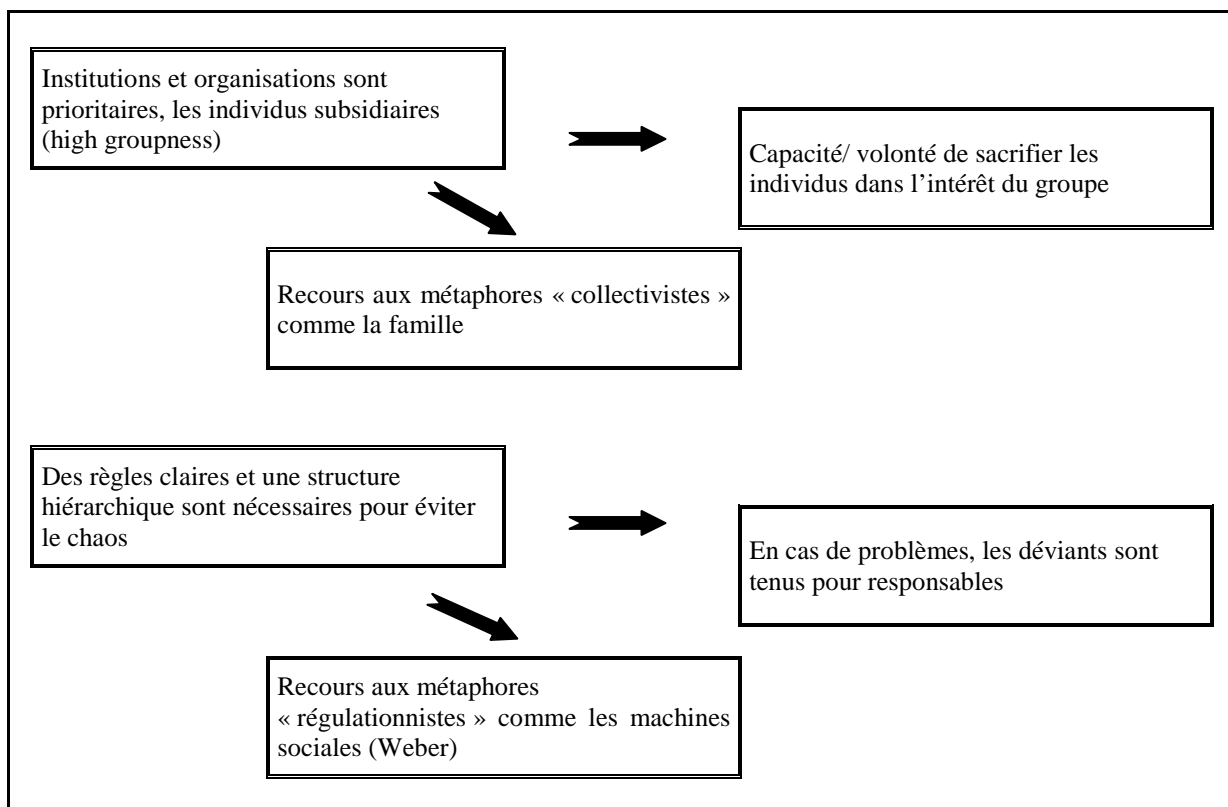 Institutions et organisations sont
prioritaires, les individus subsidiaires
(high groupness)
Capacité/ volonté de sacrifier les
individus dans l’intérêt du groupe
Recours aux métaphores « collectivistes »
comme la famille
Des règles claires et une structure
hiérarchique sont nécessaires pour éviter
le chaos
En cas de problèmes, les déviants sont
tenus pour responsables
Recours aux métaphores
« régulationnistes » comme les machines
sociales (Weber)